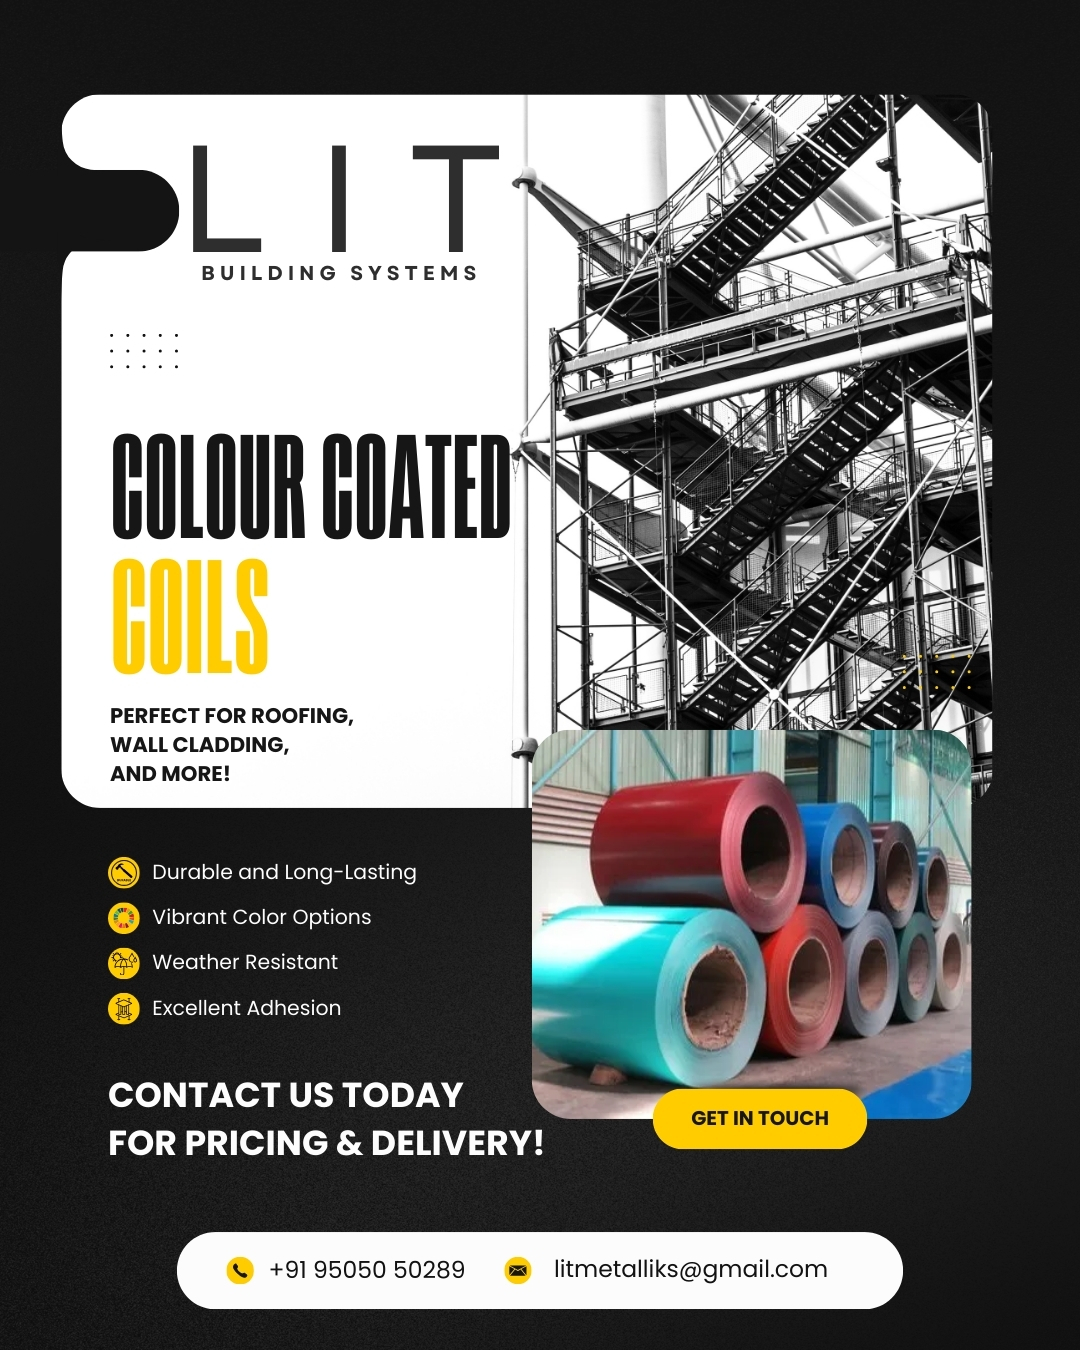 LIT
BUILDING SYSTEMS
COLOUR COATED
COILS
PERFECT FOR ROOFING,
WALL CLADDING,
AND MORE!
Durable and Long-Lasting
Vibrant Color Options
Weather Resistant
Excellent Adhesion
CONTACT US TODAY
FOR PRICING & DELIVERY!
GET IN TOUCH
+91 95050 50289
litmetalliks@gmail.com